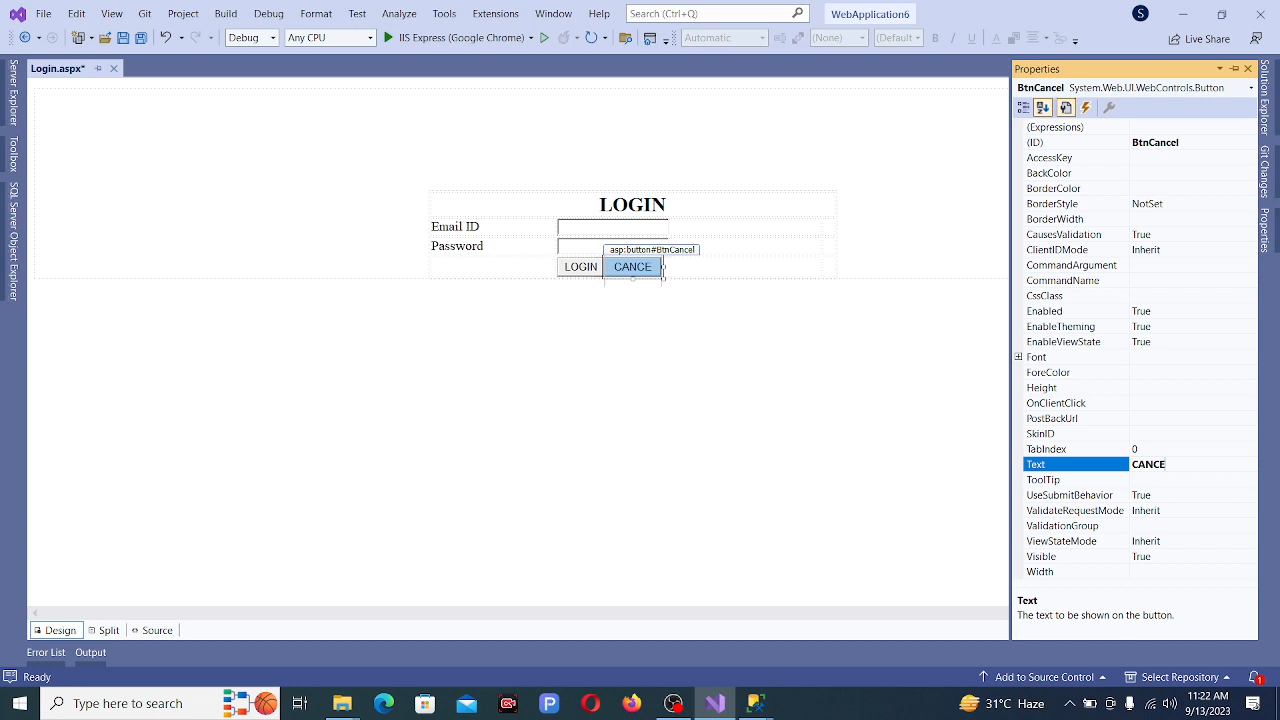 File Edit View Git Project Build Debug Format Test Analyze Tools Extensions Window Help Search (Ctrl+Q) WebApplication6 S
Debug Any CPU IIS Express (Google Chrome) Automatic (None) (Default) B I U A Live Share
Login.aspx*
Server Explorer
Toolbox
SQL Server Object Explorer
LOGIN
Email ID
Password
asp:button#BtnCancel
LOGIN CANCE
Design Split Source
Properties
BtnCancel System.Web.UI.WebControls.Button
(Expressions)
(ID) BtnCancel
AccessKey
BackColor
BorderColor
BorderStyle NotSet
BorderWidth
CausesValidation True
ClientIDMode Inherit
CommandArgument
CommandName
CssClass
Enabled True
EnableTheming True
EnableViewState True
Font
ForeColor
Height
OnClientClick
PostBackUrl
SkinID
TabIndex 0
Text CANCE
ToolTip
UseSubmitBehavior True
ValidateRequestMode Inherit
ValidationGroup
ViewStateMode Inherit
Visible True
Width
Text
The text to be shown on the button.
Solution Explorer
Git Changes
Properties
Error List Output
Ready Add to Source Control Select Repository 1
Type here to search 31°C Haze 11:22 AM
9/13/2023